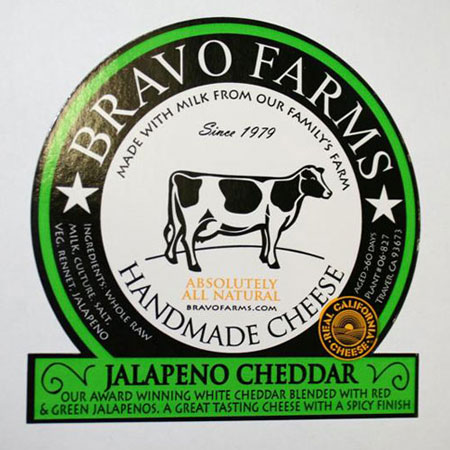 BRAVO FARMS
MADE WITH MILK FROM OUR FAMILY'S FARM
Since 1979
INGREDIENTS: WHOLE RAW
MILK, CULTURE, SALT,
VEG. RENNET, JALAPENO
AGED >60 DAYS
PLANT #06-827
TRAVER, CA 93673
ABSOLUTELY
ALL NATURAL
BRAVOFARMS.COM
HANDMADE CHEESE
REAL CALIFORNIA
CHEESE
JALAPENO CHEDDAR
OUR AWARD WINNING WHITE CHEDDAR BLENDED WITH RED
& GREEN JALAPENOS. A GREAT TASTING CHEESE WITH A SPICY FINISH